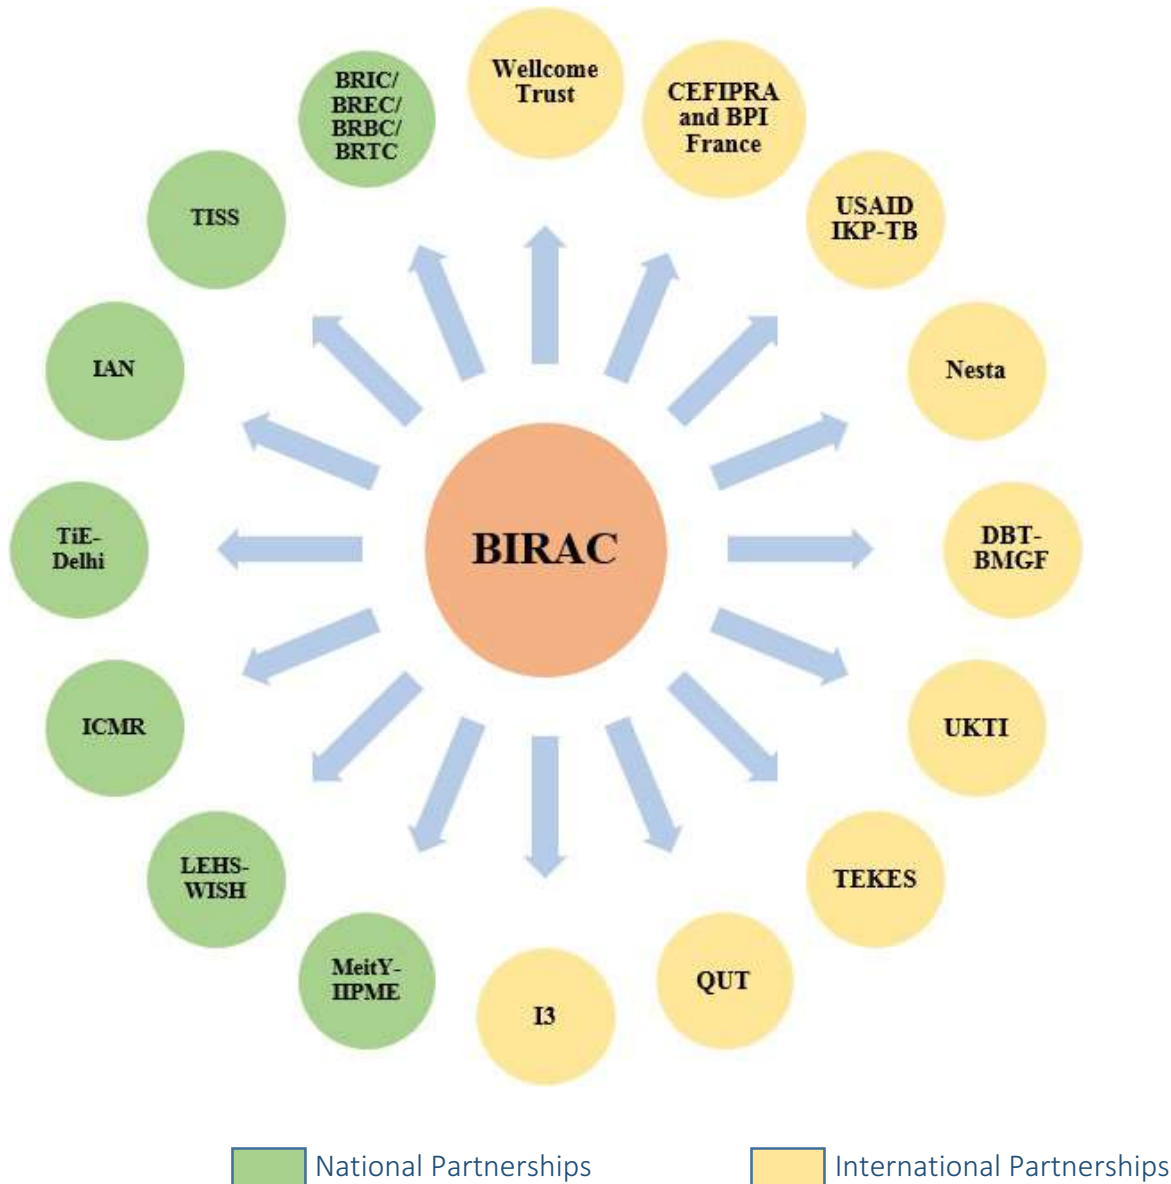 Wellcome
Trust
CEFIPRA
and BPI
France
USAID
IKP-TB
Nesta
DBT-
BMGF
UKTI
TEKES
QUT
I3
MeitY-
IIPME
LEHS-
WISH
ICMR
TiE-
Delhi
IAN
TISS
BRIC/
BREC/
BRBC/
BRTC
BIRAC
National Partnerships
International Partnerships